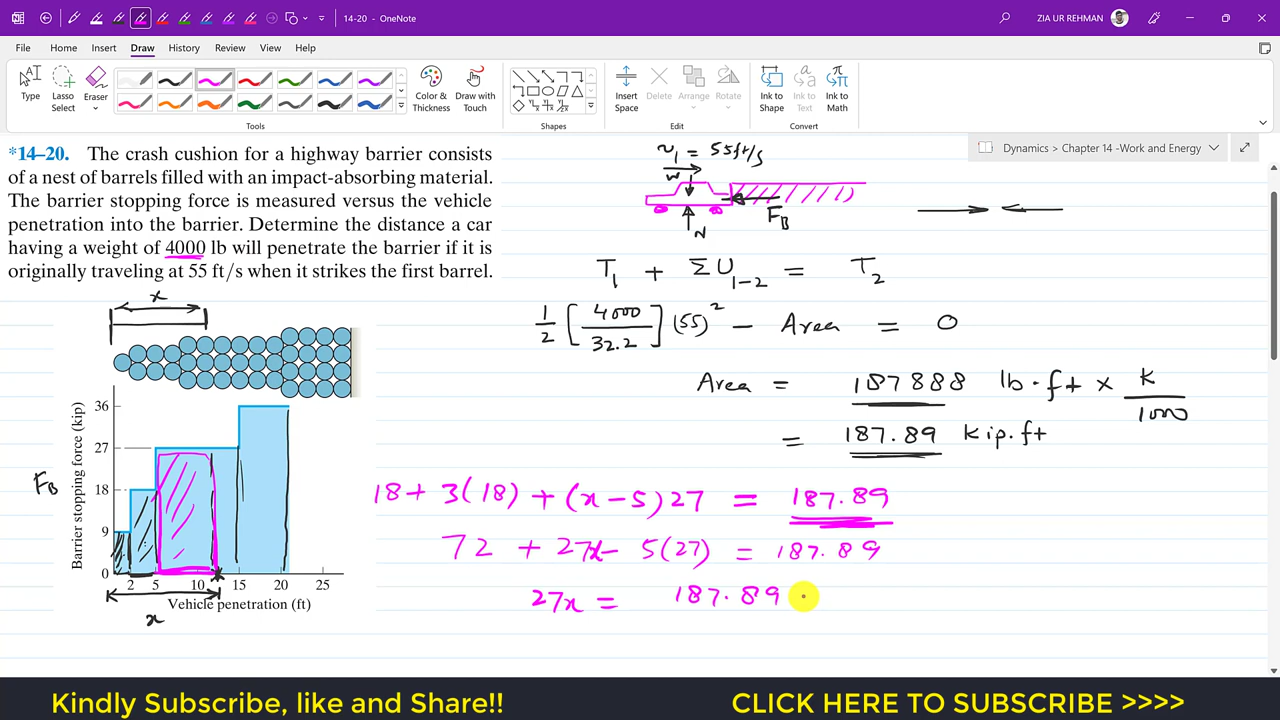 14-20 - OneNote
ZIA UR REHMAN
File Home Insert Draw History Review View Help
Type
Lasso Select
Eraser
Color & Thickness
Draw with Touch
Insert Space
Delete
Arrange
Rotate
Ink to Shape
Ink to Text
Ink to Math
Tools
Shapes
Edit
Convert
Dynamics > Chapter 14 -Work and Energy
*14–20. The crash cushion for a highway barrier consists
of a nest of barrels filled with an impact-absorbing material.
The barrier stopping force is measured versus the vehicle
penetration into the barrier. Determine the distance a car
having a weight of 4000 lb will penetrate the barrier if it is
originally traveling at 55 ft/s when it strikes the first barrel.
x
36
27
18
9
0
2 5 10 15 20 25
Barrier stopping force (kip)
Vehicle penetration (ft)
FB
x
v1 = 55ft/s
W
FB
N
T1 + ΣU1-2 = T2
1/2 [4000/32.2] (55)² - Area = 0
Area = 187888 lb·ft x K/1000
= 187.89 kip.ft
18+ 3(18) + (x-5)27 = 187.89
72 + 27x - 5(27) = 187.89
27x = 187.89
Kindly Subscribe, like and Share!!
CLICK HERE TO SUBSCRIBE >>>>